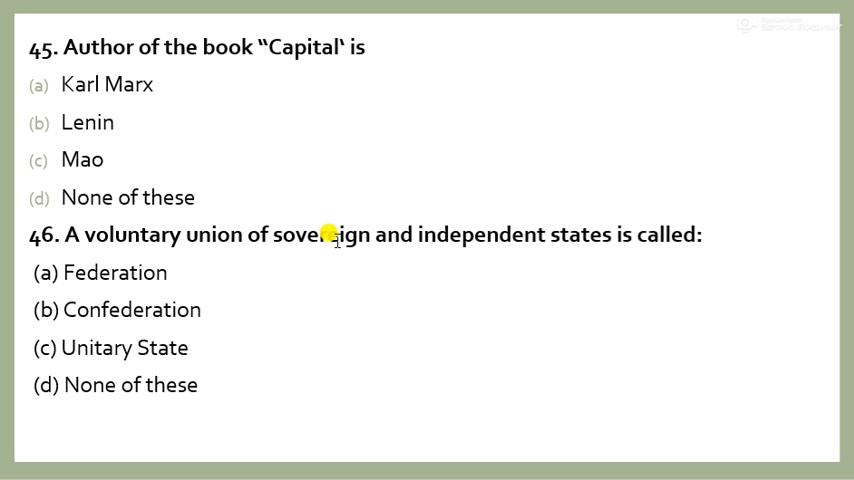 45. Author of the book “Capital‘ is
(a) Karl Marx
(b) Lenin
(c) Mao
(d) None of these
46. A voluntary union of sovereign and independent states is called:
(a) Federation
(b) Confederation
(c) Unitary State
(d) None of these